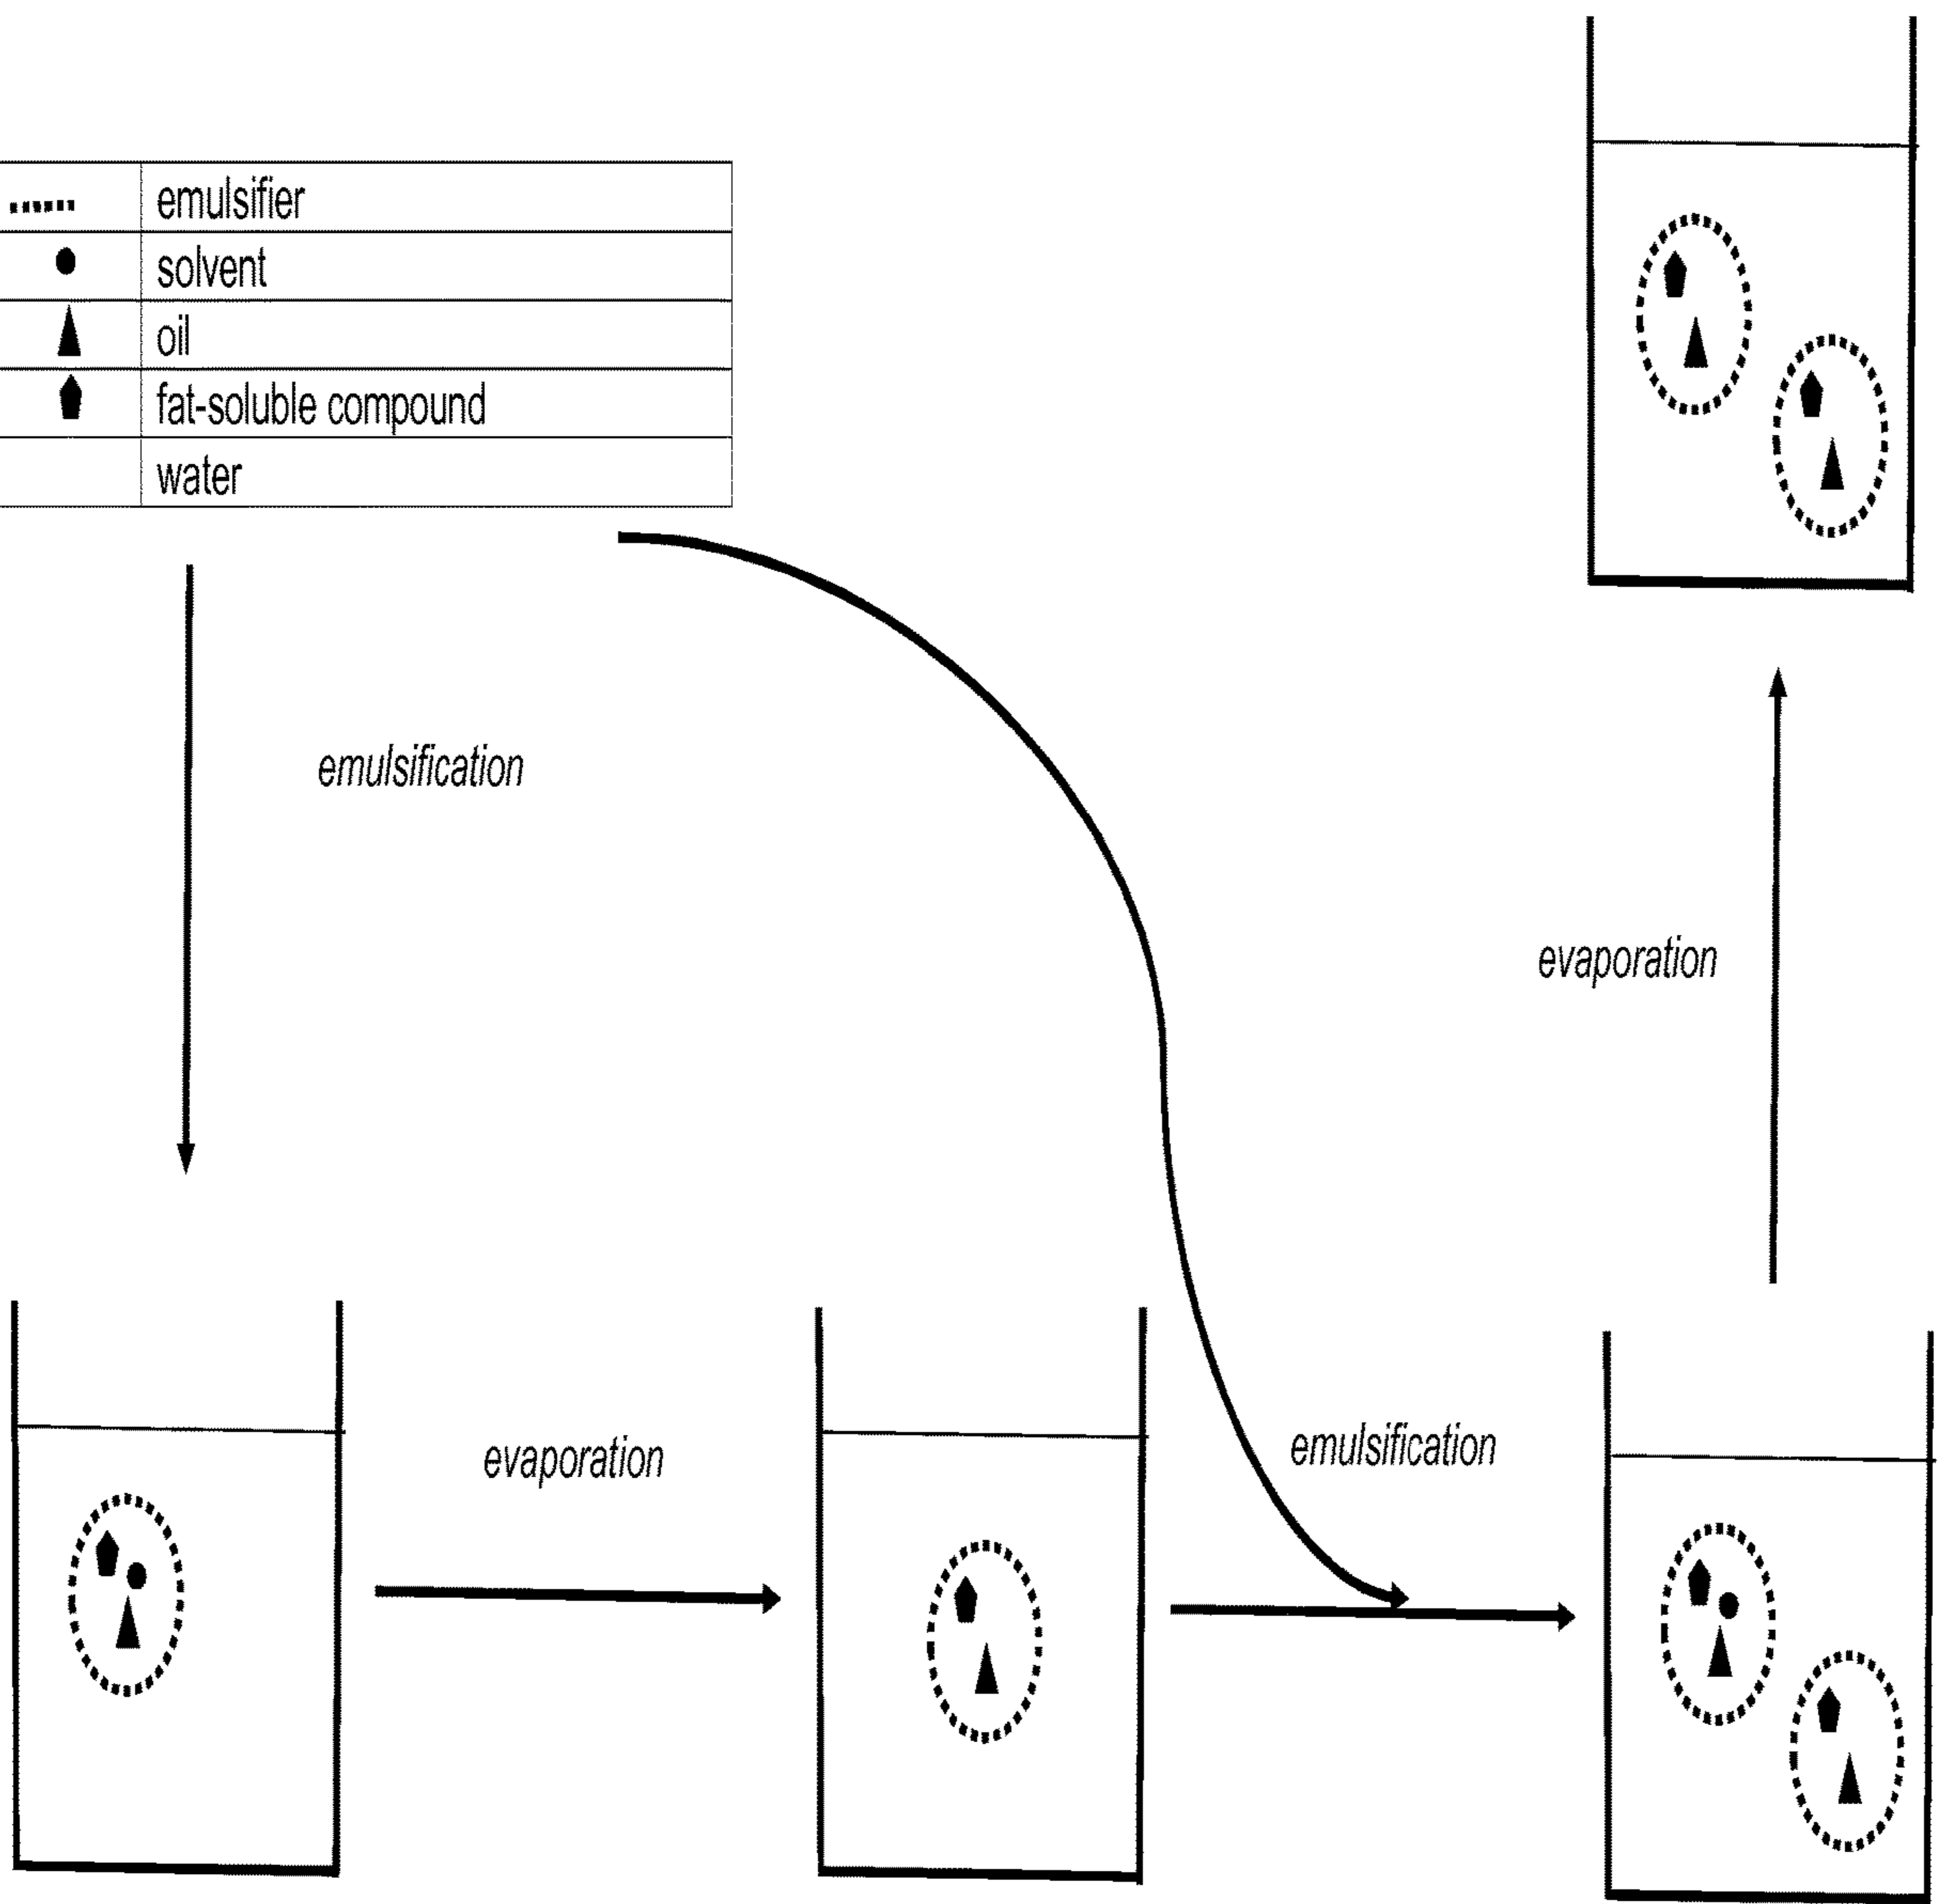 emulsifier
solvent
oil
fat-soluble compound
water
emulsification
evaporation
evaporation
emulsification